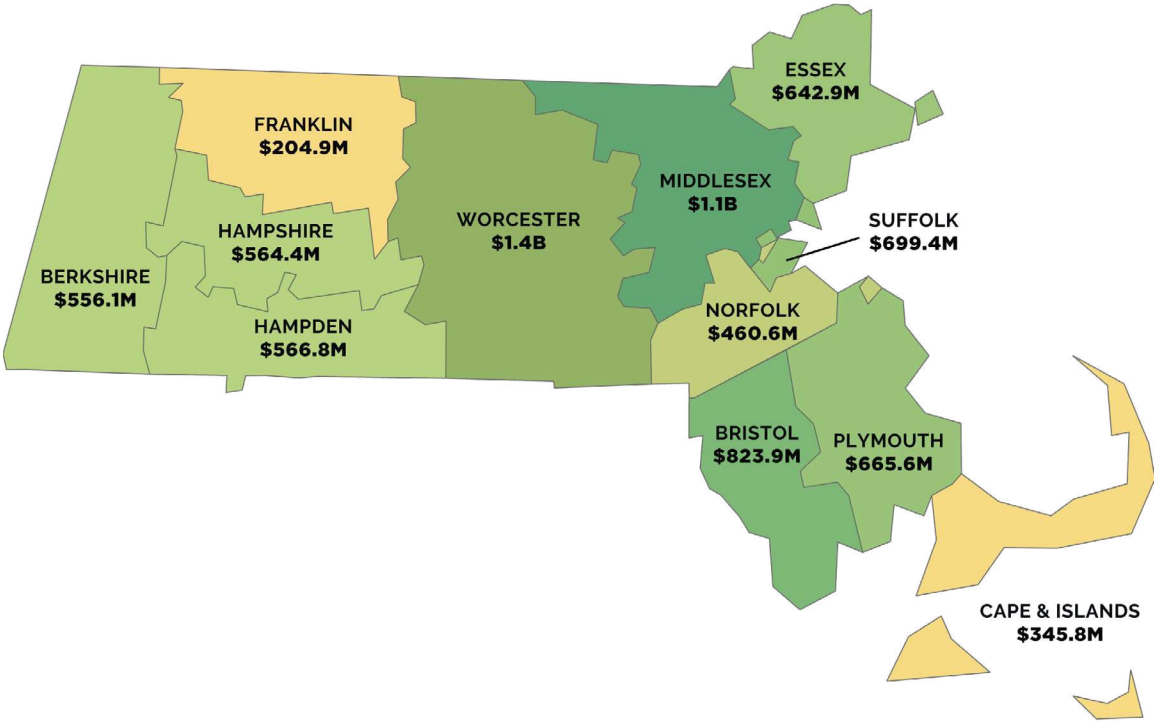 ESSEX
$642.9M
FRANKLIN
$204.9M
MIDDLESEX
$1.1B
WORCESTER
$1.4B
SUFFOLK
$699.4M
HAMPSHIRE
$564.4M
BERKSHIRE
$556.1M
NORFOLK
$460.6M
HAMPDEN
$566.8M
BRISTOL
$823.9M
PLYMOUTH
$665.6M
CAPE & ISLANDS
$345.8M